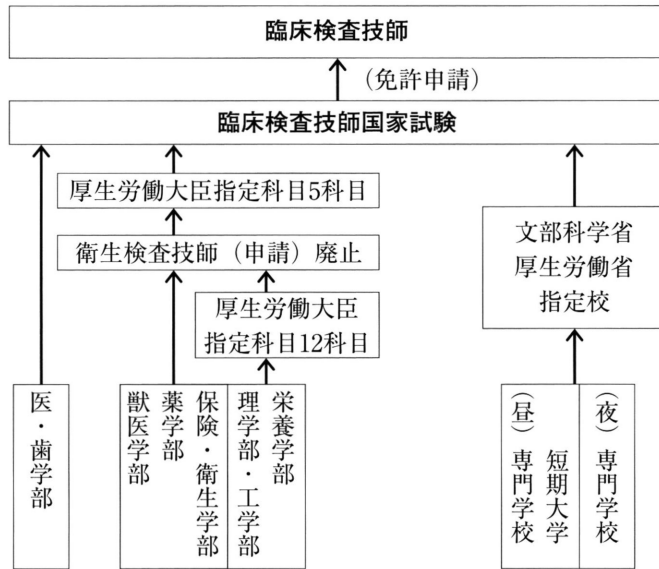 臨床検査技師
（免許申請）
臨床検査技師国家試験
厚生労働大臣指定科目5科目
衛生検査技師（申請）廃止
厚生労働大臣
指定科目12科目
文部科学省
厚生労働省
指定校
医・歯学部
獣医学部
薬学部
保険・衛生学部
理学部・工学部
栄養学部
（昼）専門学校
短期大学
（夜）専門学校